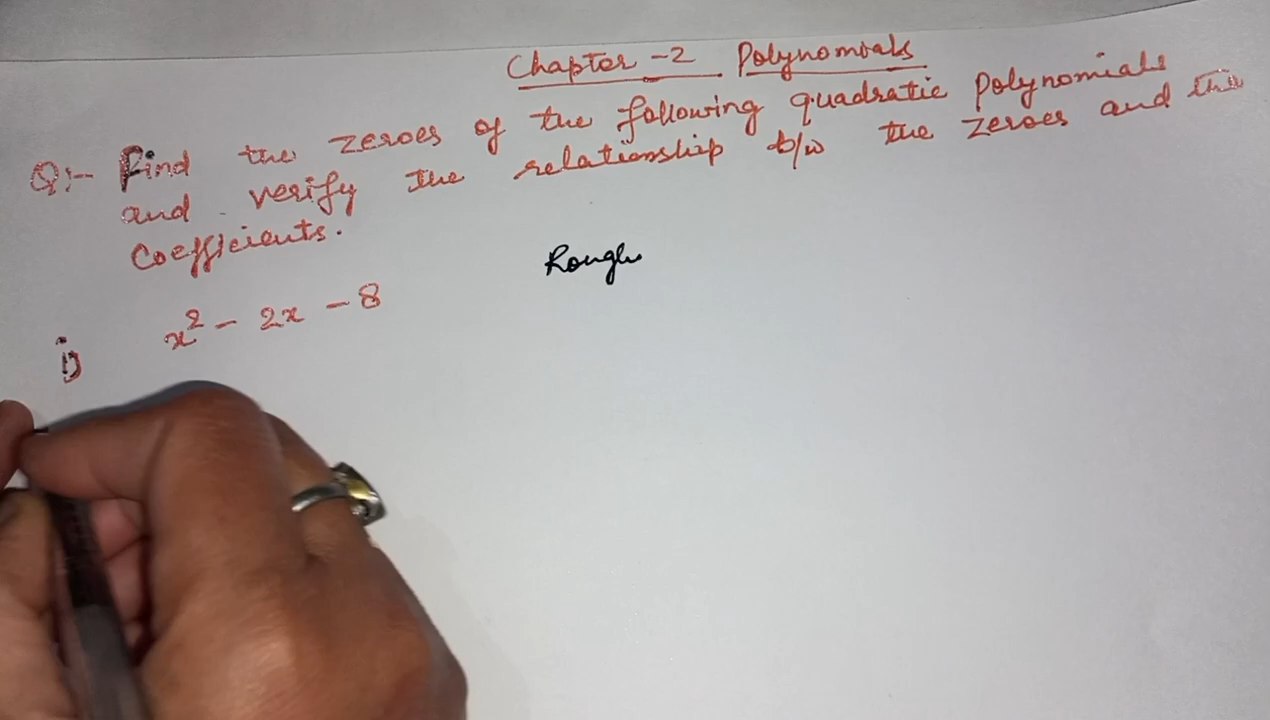 Chapter -2 Polynomials
Q:- Find the zeroes of the following quadratic polynomials
and verify the relationship b/w the zeroes and the
coefficients.
Rough
i) x² - 2x - 8